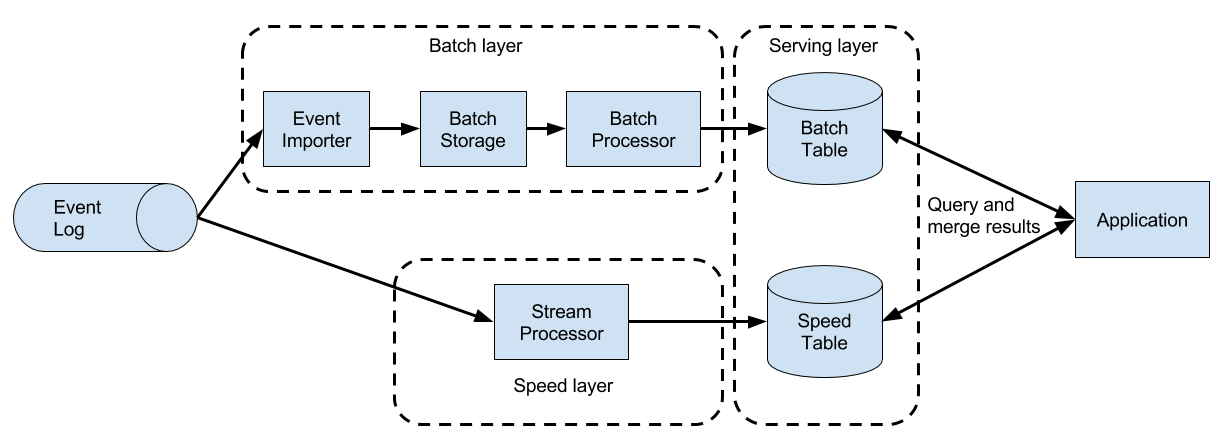 Batch layer
Serving layer
Event
Importer
Batch
Storage
Batch
Processor
Batch
Table
Event
Log
Query and
merge results
Application
Stream
Processor
Speed
Table
Speed layer